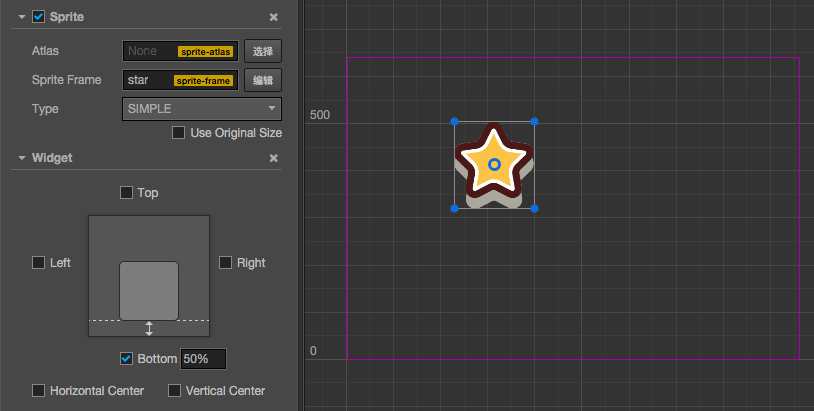 Sprite
Atlas None sprite-atlas 选择
Sprite Frame star sprite-frame 编辑
Type SIMPLE
Use Original Size
Widget
Top
Left Right
Bottom 50%
Horizontal Center Vertical Center
500
0